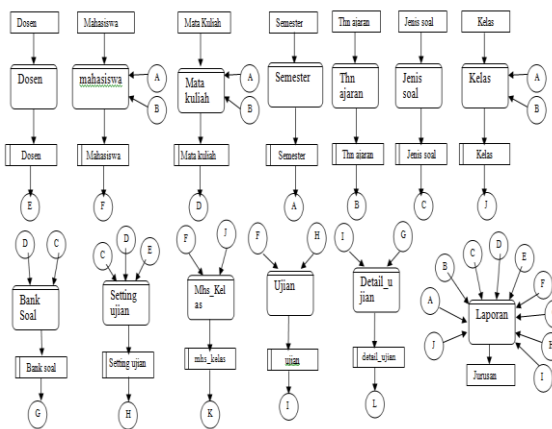 Dosen
Mahasiswa
Mata Kuliah
Semester
Thn ajaran
Jenis soal
Kelas
Dosen
mahasiswa
A
B
Mata
kuliah
A
B
Semester
Thn
ajaran
Jenis
soal
Kelas
A
B
Dosen
Mahasiswa
Mata kuliah
Semester
Thn ajaran
Jenis soal
Kelas
E
F
D
A
B
C
J
D
C
C
D
E
F
J
F
H
I
G
A
B
C
D
E
F
H
I
J
Bank
Soal
Setting
ujian
Mhs_Kel
as
Ujian
Detail_u
jian
Laporan
Bank soal
Setting ujian
mhs_kelas
ujian
detail_ujian
Jurusan
G
H
K
I
L